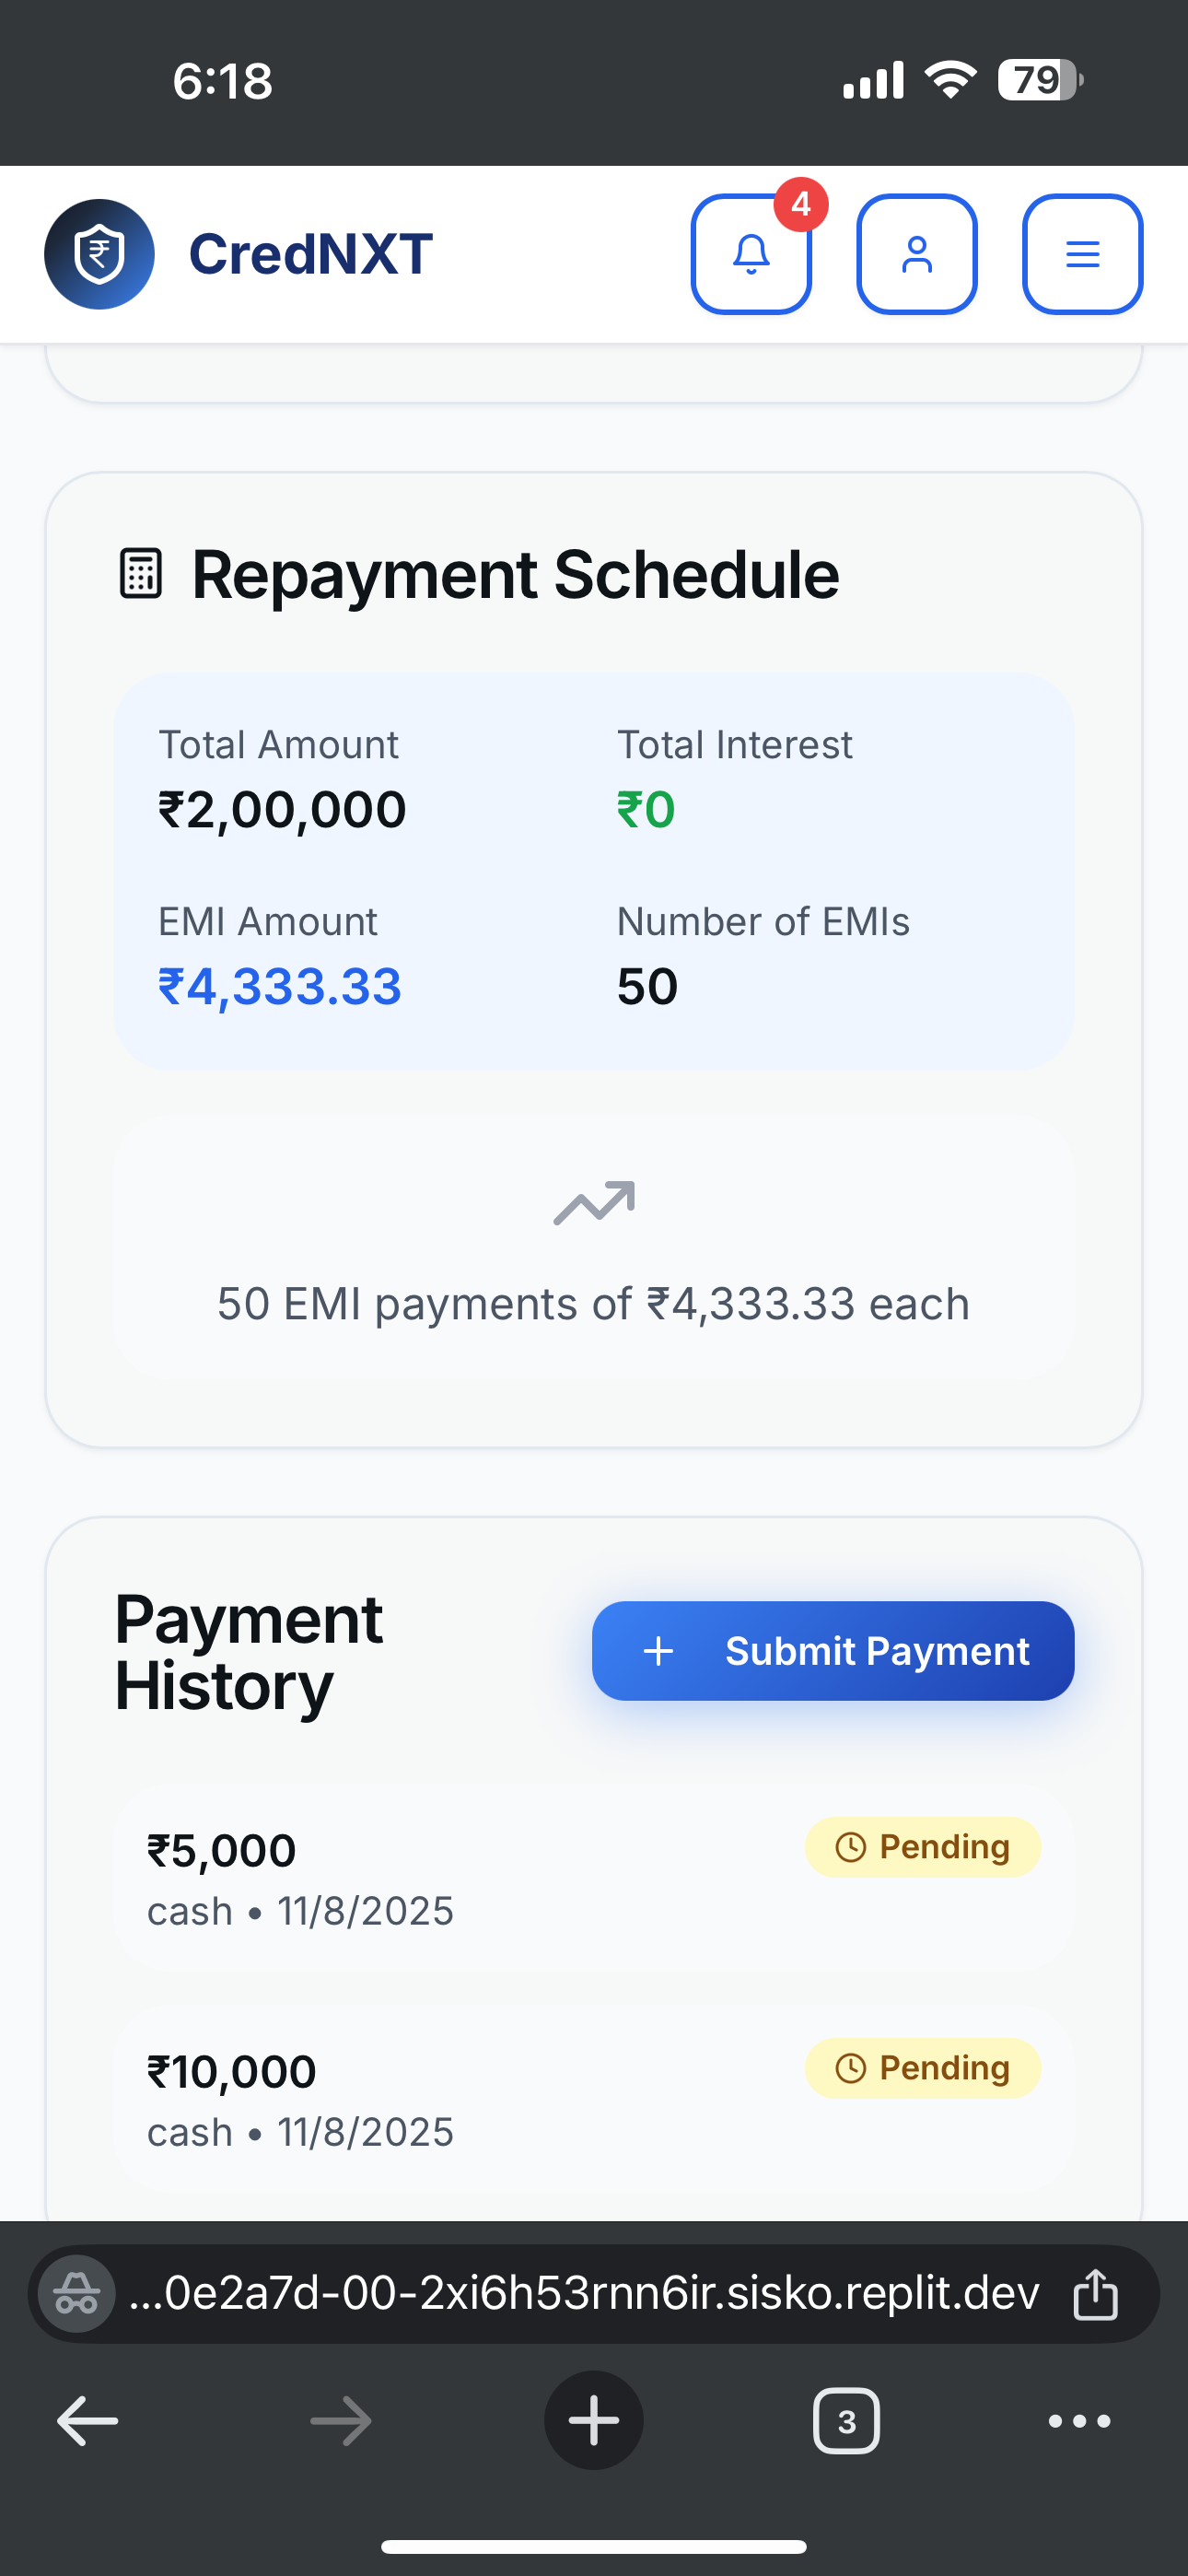 6:18
79
CredNXT
4
Repayment Schedule
Total Amount
Total Interest
₹2,00,000
₹0
EMI Amount
Number of EMIs
₹4,333.33
50
50 EMI payments of ₹4,333.33 each
Payment
History
Submit Payment
₹5,000
Pending
cash • 11/8/2025
₹10,000
Pending
cash • 11/8/2025
...0e2a7d-00-2xi6h53rnn6ir.sisko.replit.dev
3